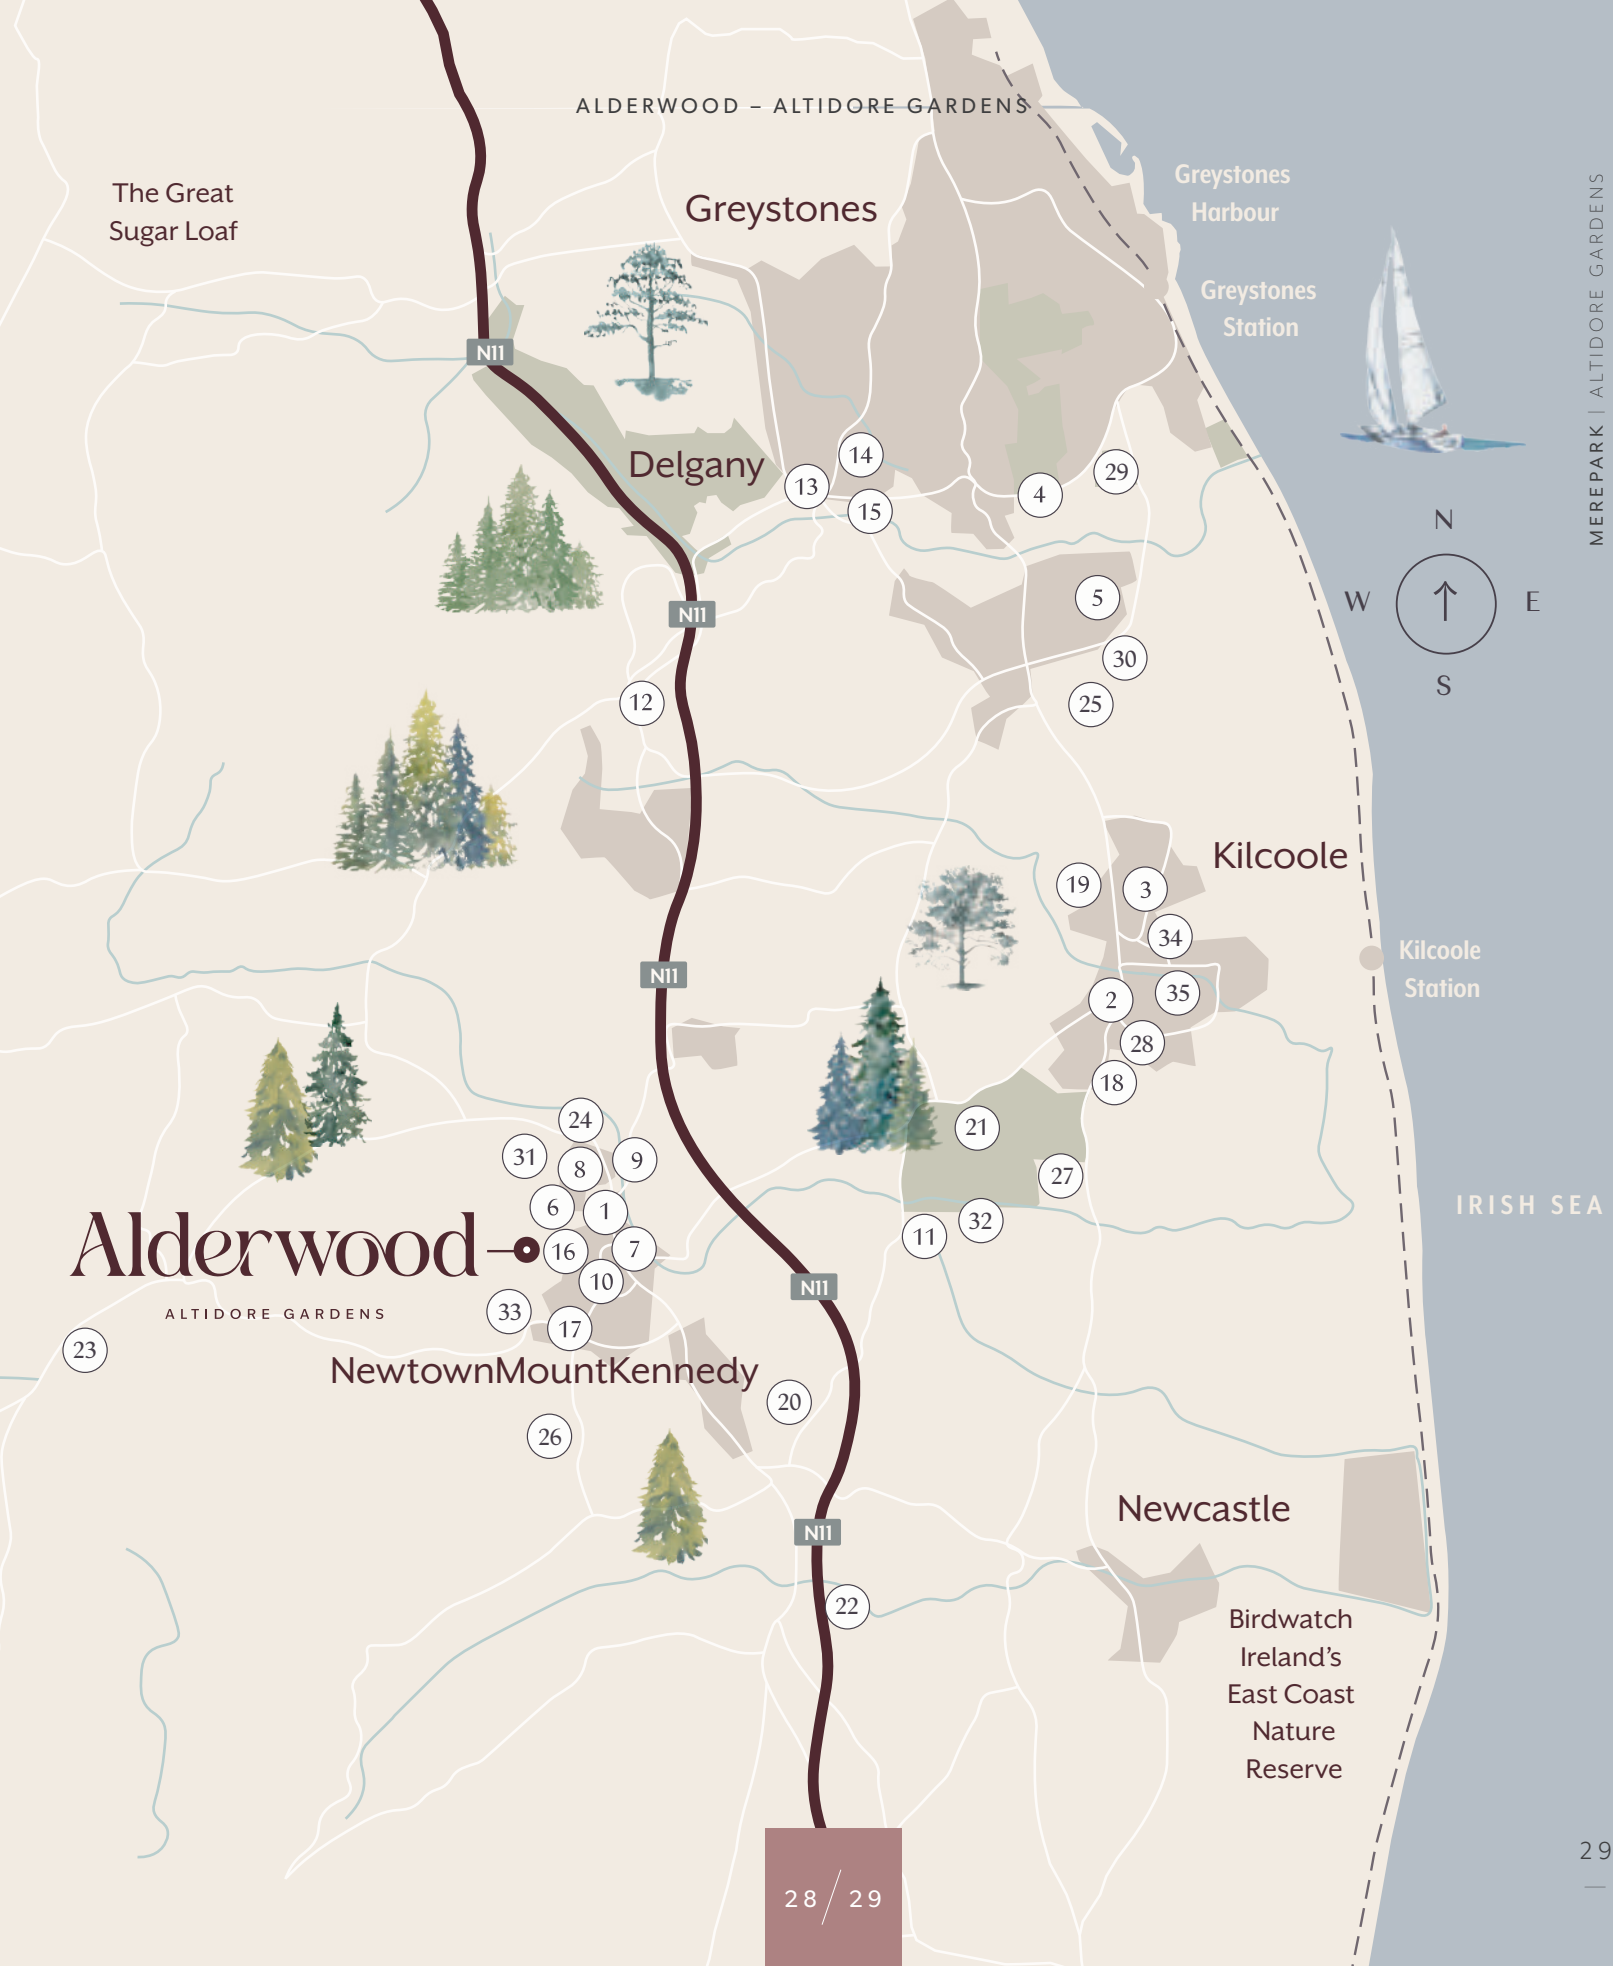 ALDERWOOD – ALTIDORE GARDENS
The Great
Sugar Loaf
Greystones
Greystones
Harbour
Greystones
Station
MEREPARK | ALTIDORE GARDENS
N11
Delgany
14
13
15
4
29
N
W
E
S
5
N11
30
12
25
Kilcoole
19
3
34
Kilcoole
Station
N11
2
35
28
18
24
21
31
8
9
27
6
1
IRISH SEA
32
11
Alderwood
16
7
10
N11
ALTIDORE GARDENS
33
17
23
NewtownMountKennedy
20
26
Newcastle
N11
22
Birdwatch
Ireland’s
East Coast
Nature
Reserve
29
28 / 29